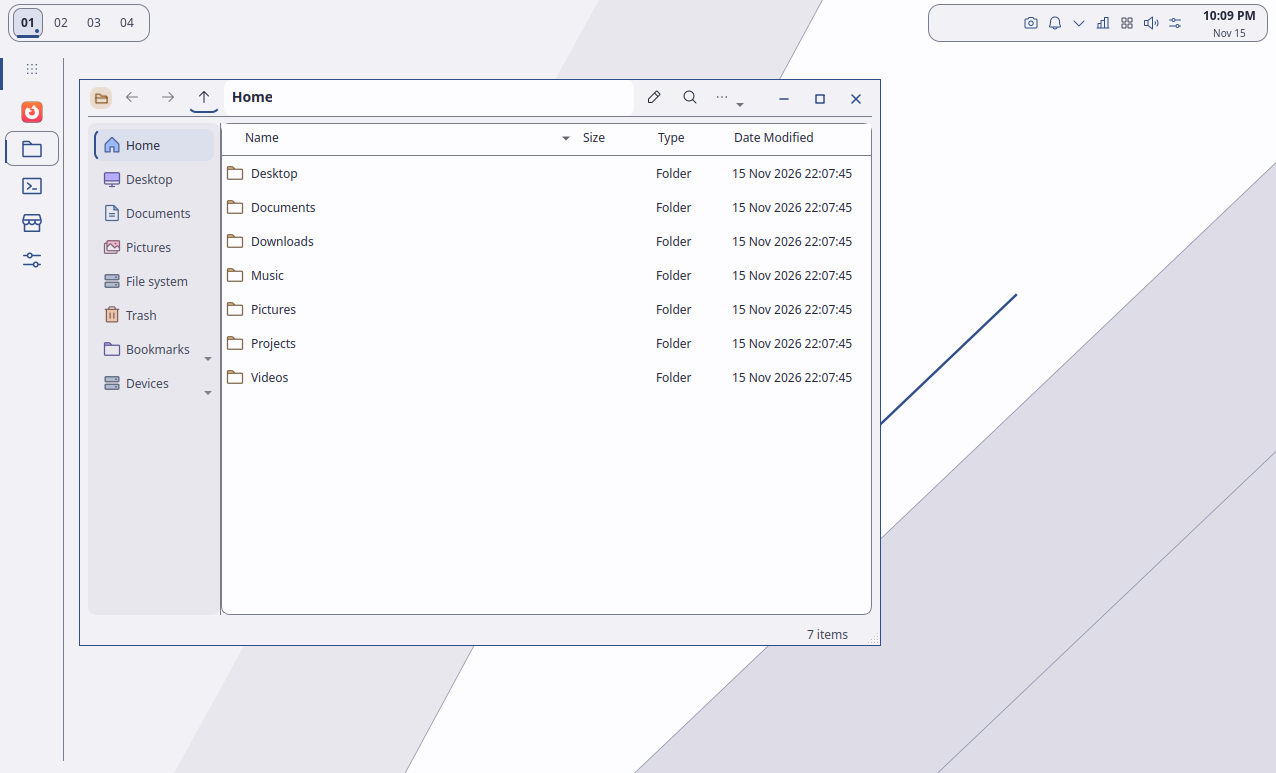 01 02 03 04
10:09 PM
Nov 15
Home
Name Size Type Date Modified
Home
Desktop
Documents
Pictures
File system
Trash
Bookmarks
Devices
Desktop Folder 15 Nov 2026 22:07:45
Documents Folder 15 Nov 2026 22:07:45
Downloads Folder 15 Nov 2026 22:07:45
Music Folder 15 Nov 2026 22:07:45
Pictures Folder 15 Nov 2026 22:07:45
Projects Folder 15 Nov 2026 22:07:45
Videos Folder 15 Nov 2026 22:07:45
7 items